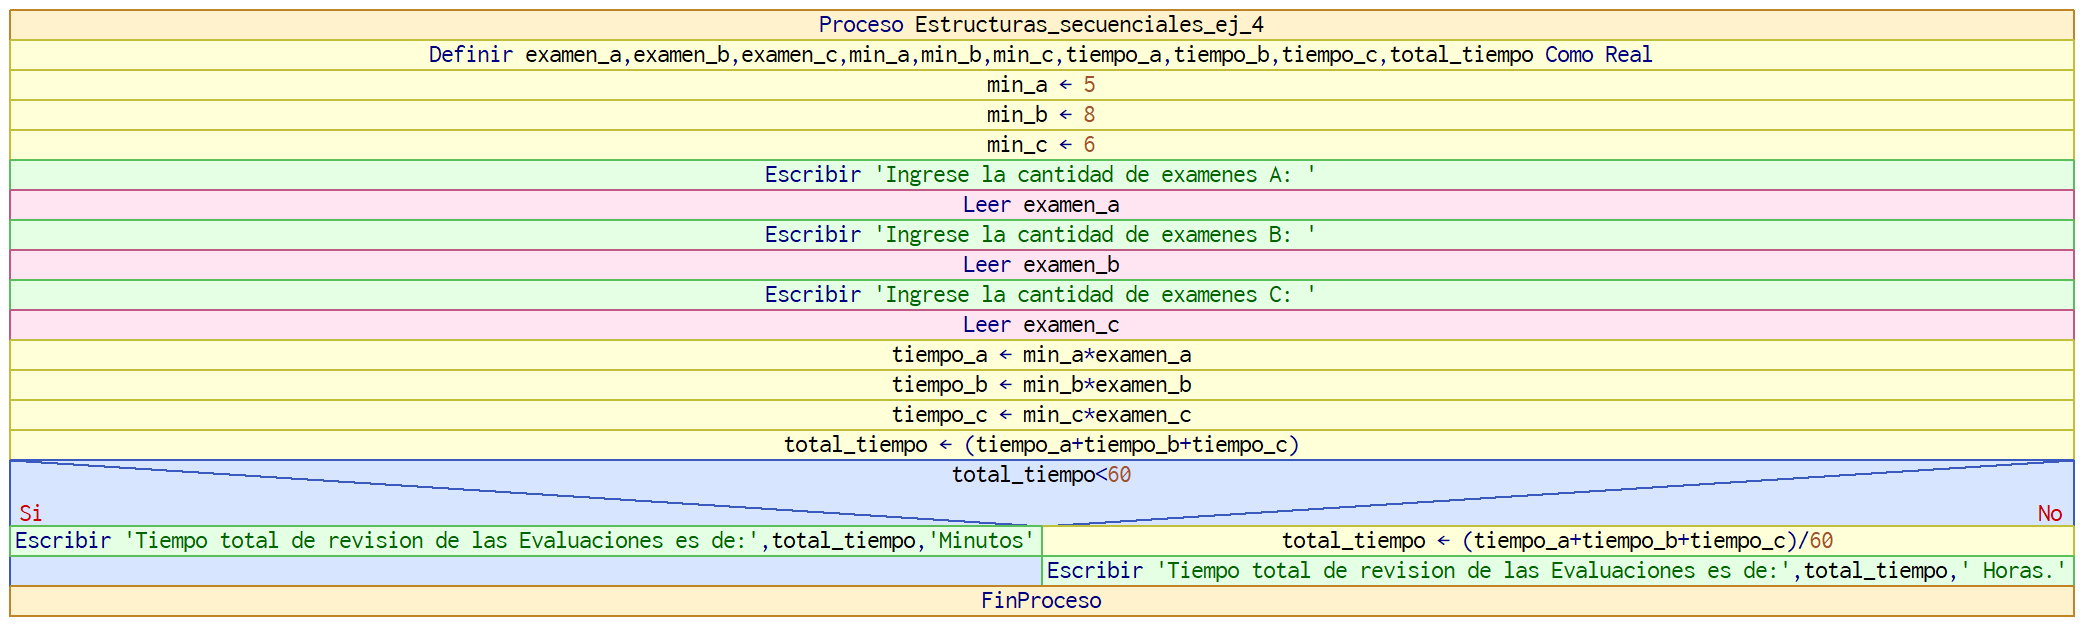 Proceso Estructuras_secuenciales_ej_4
Definir examen_a,examen_b,examen_c,min_a,min_b,min_c,tiempo_a,tiempo_b,tiempo_c,total_tiempo Como Real
min_a ← 5
min_b ← 8
min_c ← 6
Escribir 'Ingrese la cantidad de examenes A: '
Leer examen_a
Escribir 'Ingrese la cantidad de examenes B: '
Leer examen_b
Escribir 'Ingrese la cantidad de examenes C: '
Leer examen_c
tiempo_a ← min_a*examen_a
tiempo_b ← min_b*examen_b
tiempo_c ← min_c*examen_c
total_tiempo ← (tiempo_a+tiempo_b+tiempo_c)
total_tiempo<60
Si
No
Escribir 'Tiempo total de revision de las Evaluaciones es de:',total_tiempo,'Minutos'
total_tiempo ← (tiempo_a+tiempo_b+tiempo_c)/60
Escribir 'Tiempo total de revision de las Evaluaciones es de:',total_tiempo,' Horas.'
FinProceso